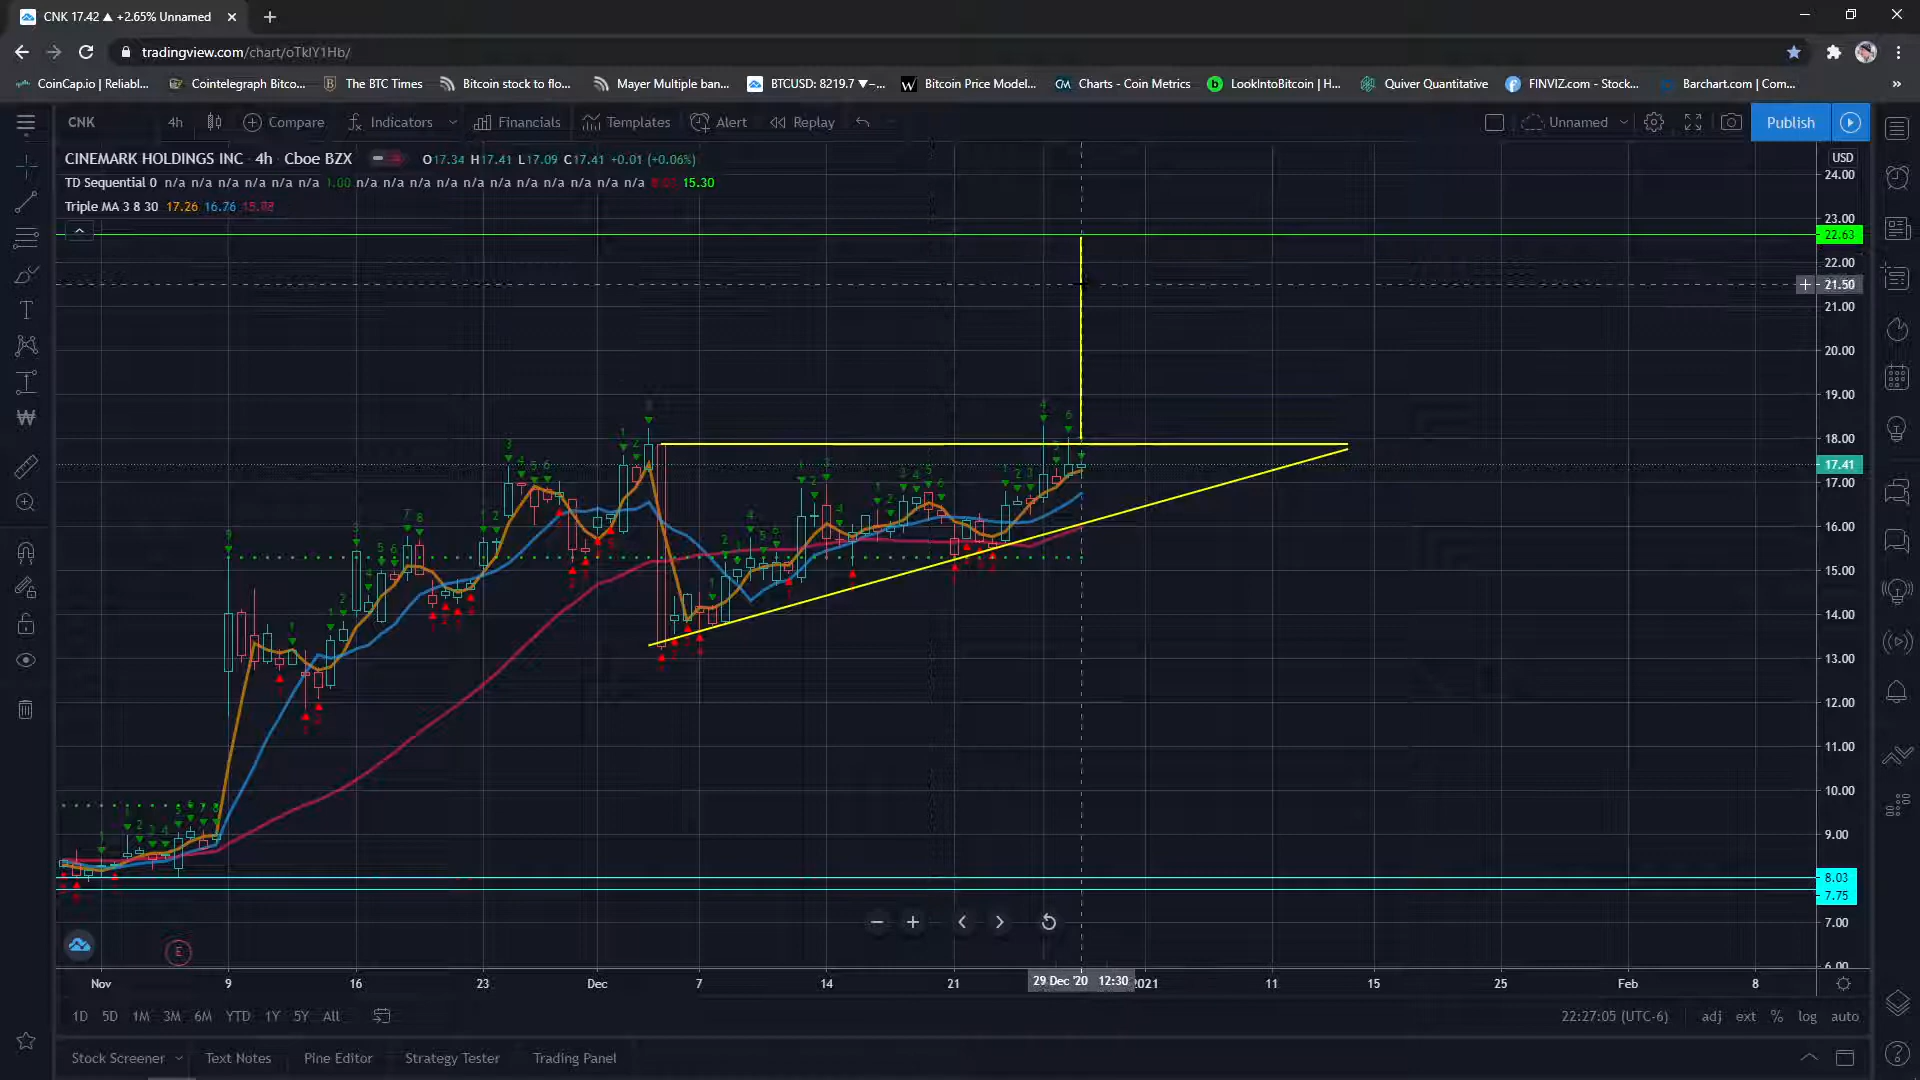 CNK 17.42 ▲ +2.65% Unnamed
tradingview.com/chart/oTkIY1Hb/
CoinCap.io | Reliabl...
Cointelegraph Bitco...
The BTC Times
Bitcoin stock to flo...
Mayer Multiple ban...
BTCUSD: 8219.7 ▼−...
Bitcoin Price Model...
Charts - Coin Metrics
LookIntoBitcoin | H...
Quiver Quantitative
FINVIZ.com - Stock...
Barchart.com | Com...
CNK 4h Compare Indicators Financials Templates Alert Replay Unnamed Publish
CINEMARK HOLDINGS INC 4h Cboe BZX O17.34 H17.41 L17.09 C17.41 +0.01 (+0.06%)
TD Sequential 0 n/a n/a n/a n/a n/a n/a 1.00 n/a n/a n/a n/a n/a n/a n/a n/a n/a n/a n/a n/a 15.30
Triple MA 3 8 30 17.26 16.76
USD
24.00
23.00
22.63
22.00
21.50
21.00
20.00
19.00
18.00
17.41
17.00
16.00
15.00
14.00
13.00
12.00
11.00
10.00
9.00
8.03
7.75
7.00
6.00
E
Nov 9 16 23 Dec 7 14 21 29 Dec '20 12:30 2021 11 15 25 Feb 8
1D 5D 1M 3M 6M YTD 1Y 5Y All
22:27:05 (UTC-6) adj ext % log auto
Stock Screener Text Notes Pine Editor Strategy Tester Trading Panel